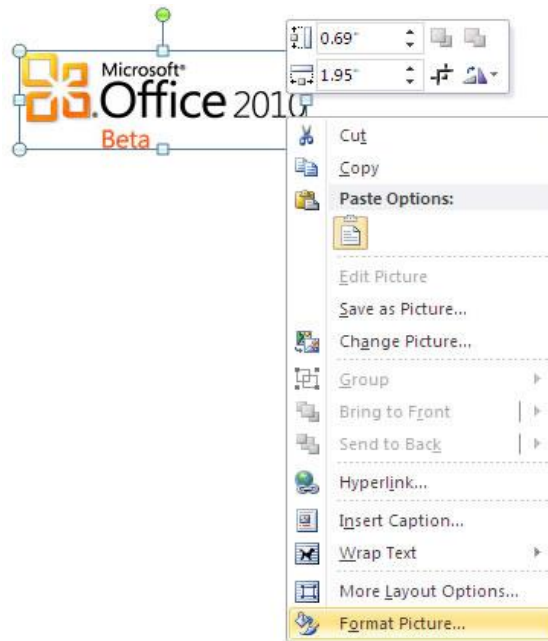 0.69"
1.95"
Microsoft®
Office 2010
Beta
Cut
Copy
Paste Options:
Edit Picture
Save as Picture...
Change Picture...
Group
Bring to Front
Send to Back
Hyperlink...
Insert Caption...
Wrap Text
More Layout Options...
Format Picture...